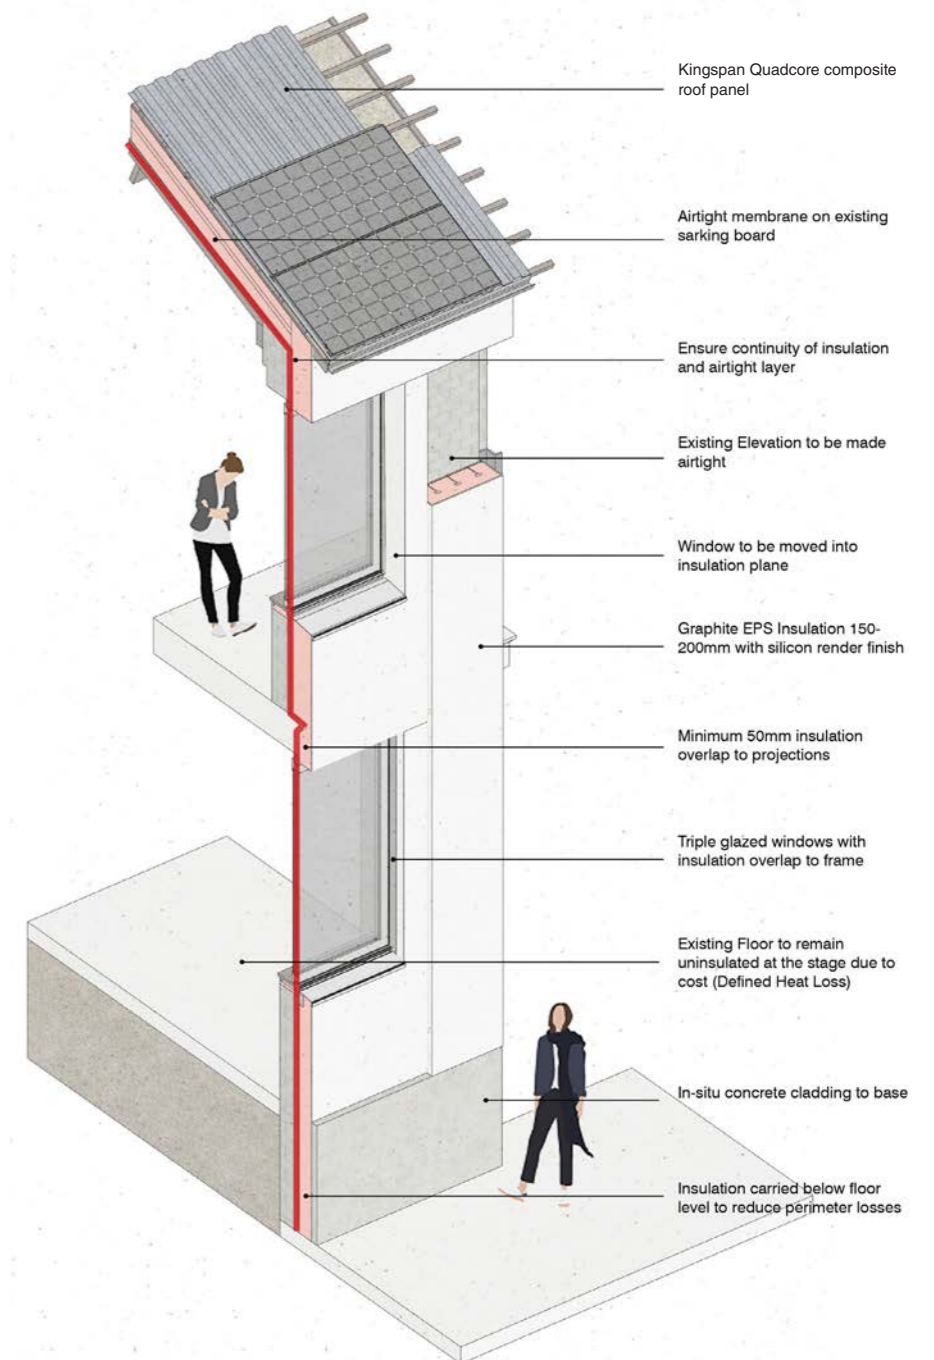 Kingspan Quadcore composite
roof panel
Airtight membrane on existing
sarking board
Ensure continuity of insulation
and airtight layer
Existing Elevation to be made
airtight
Window to be moved into
insulation plane
Graphite EPS Insulation 150-
200mm with silicon render finish
Minimum 50mm insulation
overlap to projections
Triple glazed windows with
insulation overlap to frame
Existing Floor to remain
uninsulated at the stage due to
cost (Defined Heat Loss)
In-situ concrete cladding to base
Insulation carried below floor
level to reduce perimeter losses